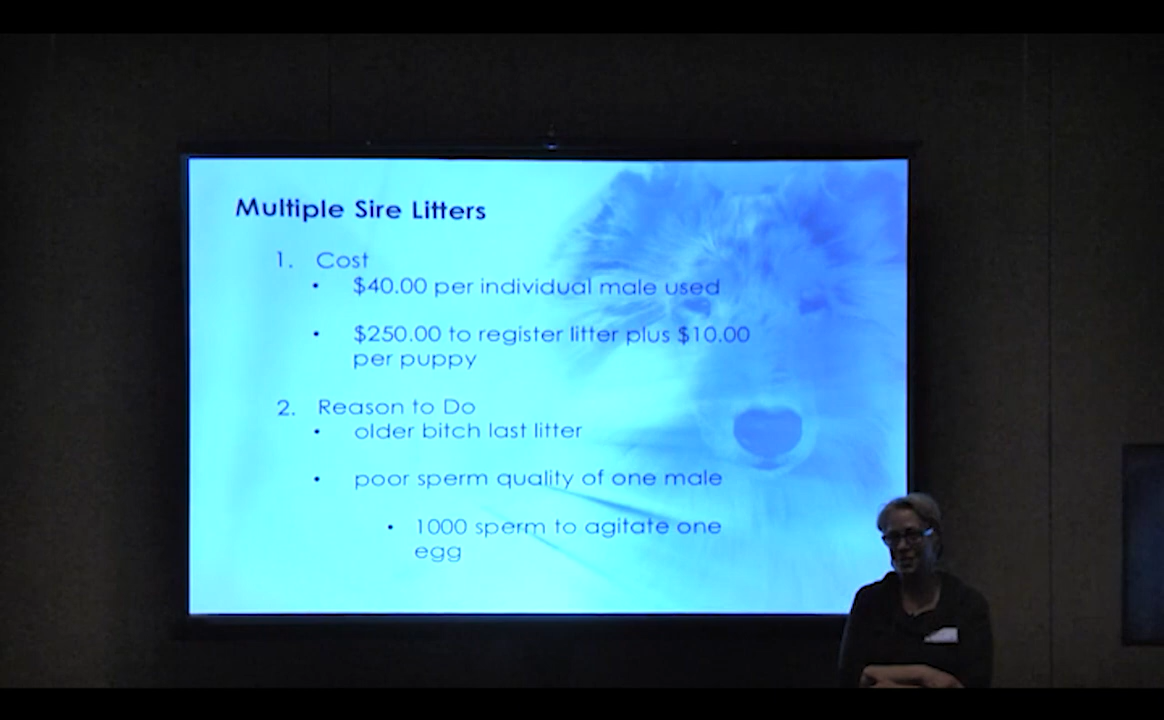 Multiple Sire Litters
1. Cost
• $40.00 per individual male used
• $250.00 to register litter plus $10.00
per puppy
2. Reason to Do
• older bitch last litter
• poor sperm quality of one male
• 1000 sperm to agitate one
egg